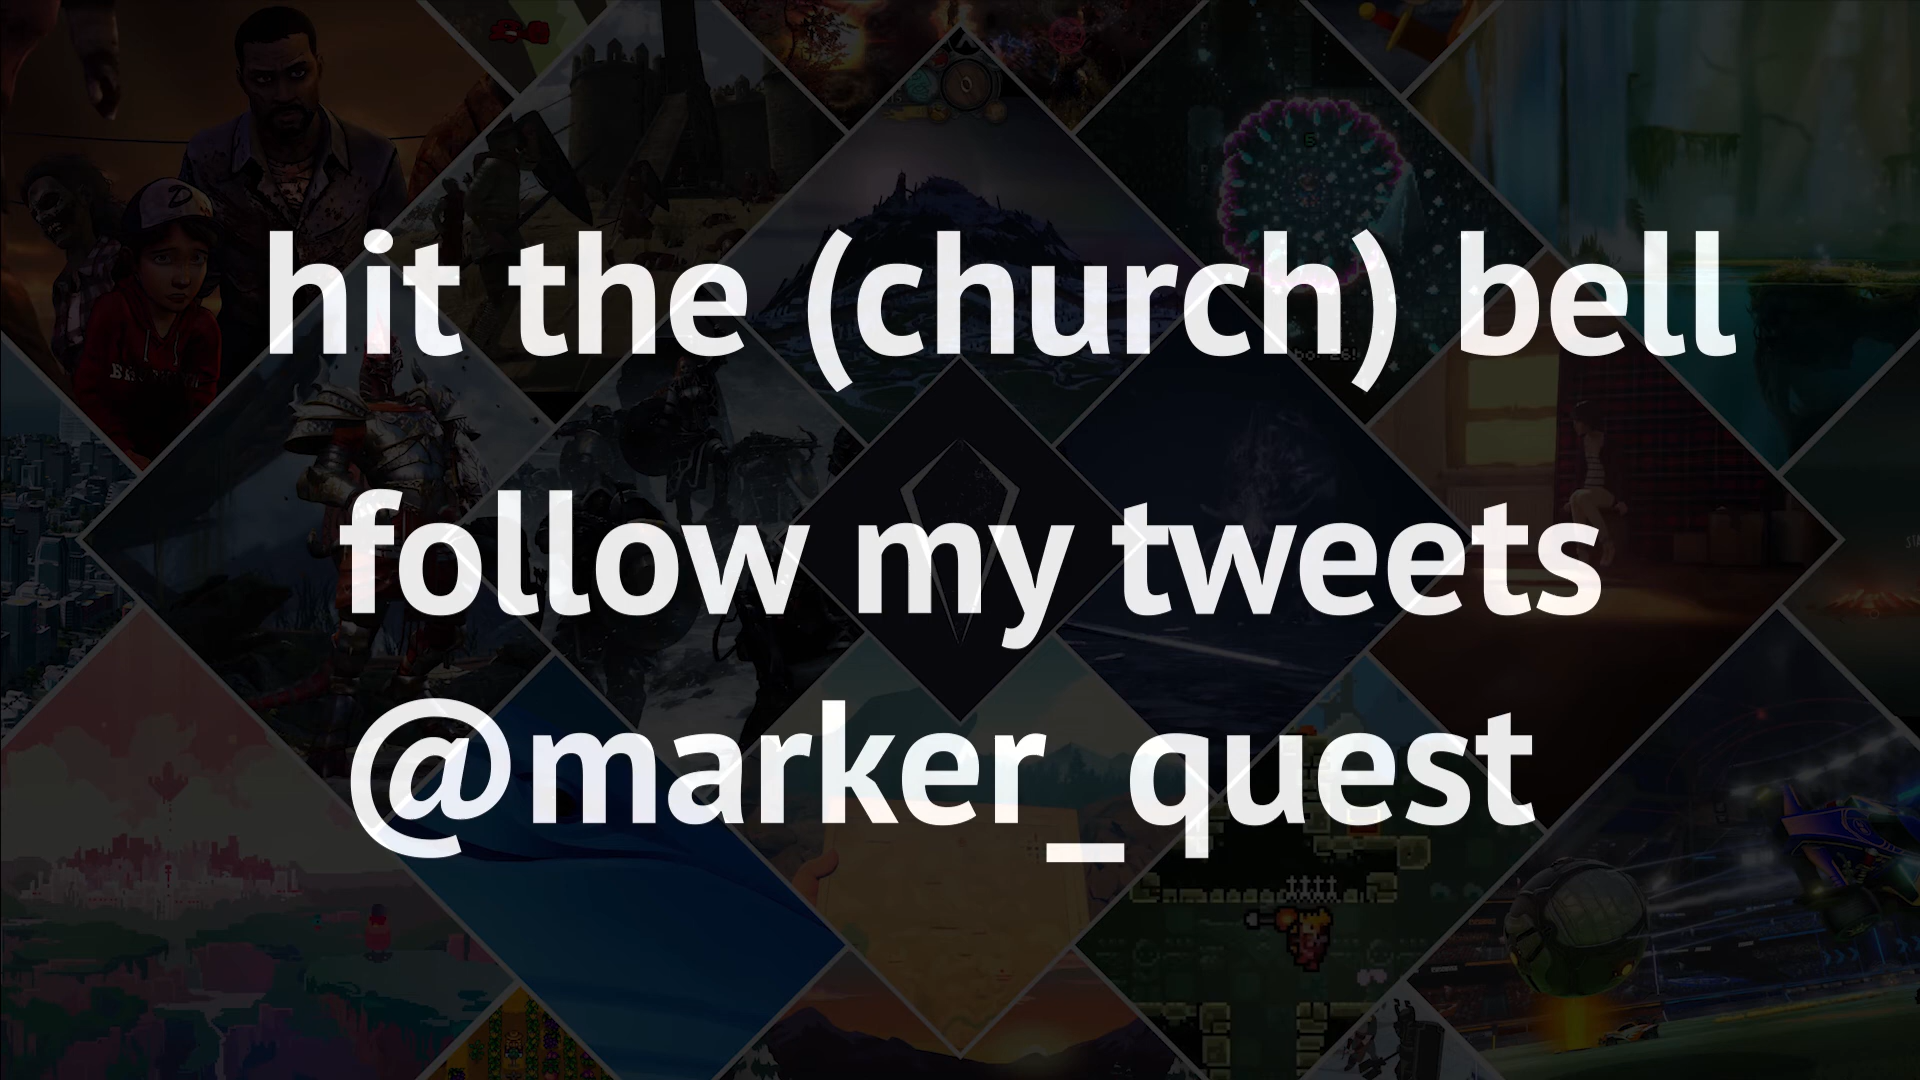 hit the (church) bell
follow my tweets
@marker_quest